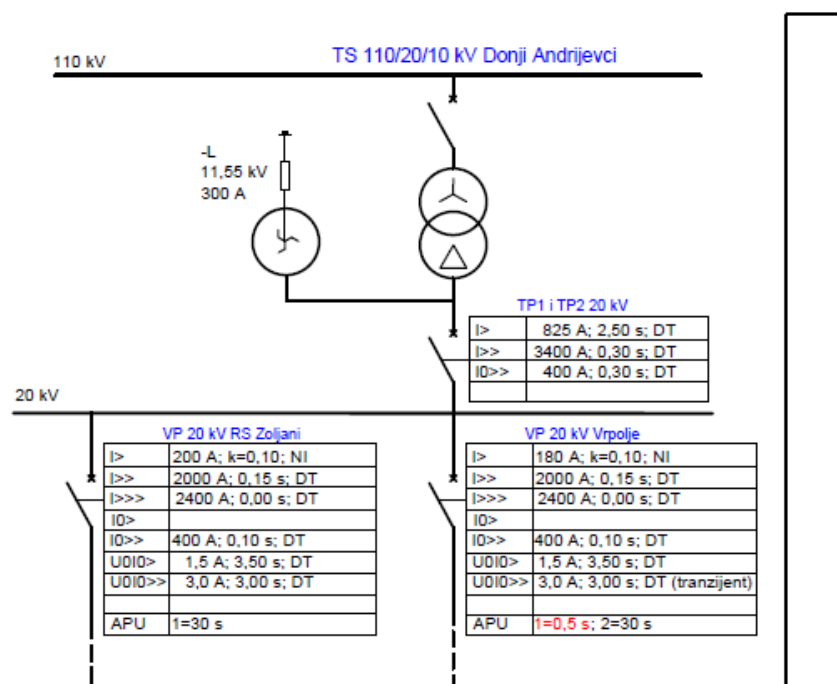 TS 110/20/10 kV Donji Andrijevci
110 kV
-L
11,55 kV
300 A
TP1 i TP2 20 kV
I> 825 A; 2,50 s; DT
I>> 3400 A; 0,30 s; DT
I0>> 400 A; 0,30 s; DT
20 kV
VP 20 kV RS Zoljani
I> 200 A; k=0,10; NI
I>> 2000 A; 0,15 s; DT
I>>> 2400 A; 0,00 s; DT
I0>
I0>> 400 A; 0,10 s; DT
U0I0> 1,5 A; 3,50 s; DT
U0I0>> 3,0 A; 3,00 s; DT
APU 1=30 s
VP 20 kV Vrpolje
I> 180 A; k=0,10; NI
I>> 2000 A; 0,15 s; DT
I>>> 2400 A; 0,00 s; DT
I0>
I0>> 400 A; 0,10 s; DT
U0I0> 1,5 A; 3,50 s; DT
U0I0>> 3,0 A; 3,00 s; DT (tranzijent)
APU 1=0,5 s; 2=30 s